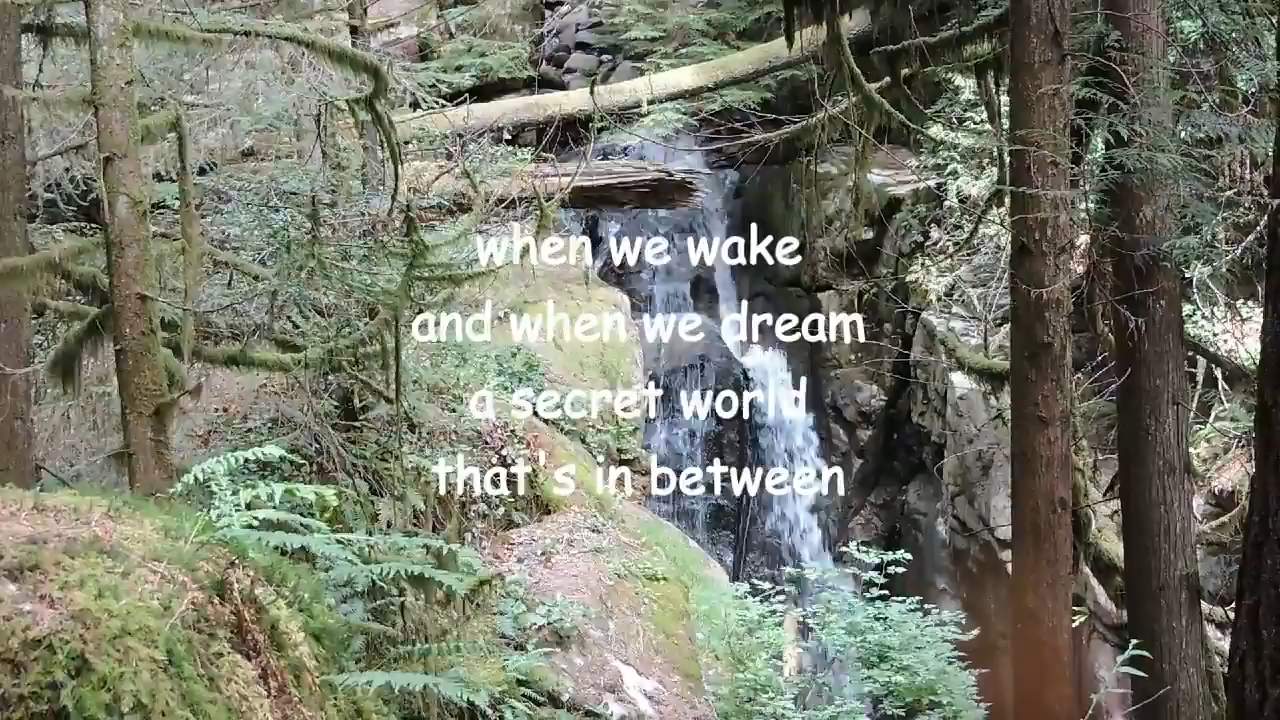 when we wake
and when we dream
a secret world
that's in between